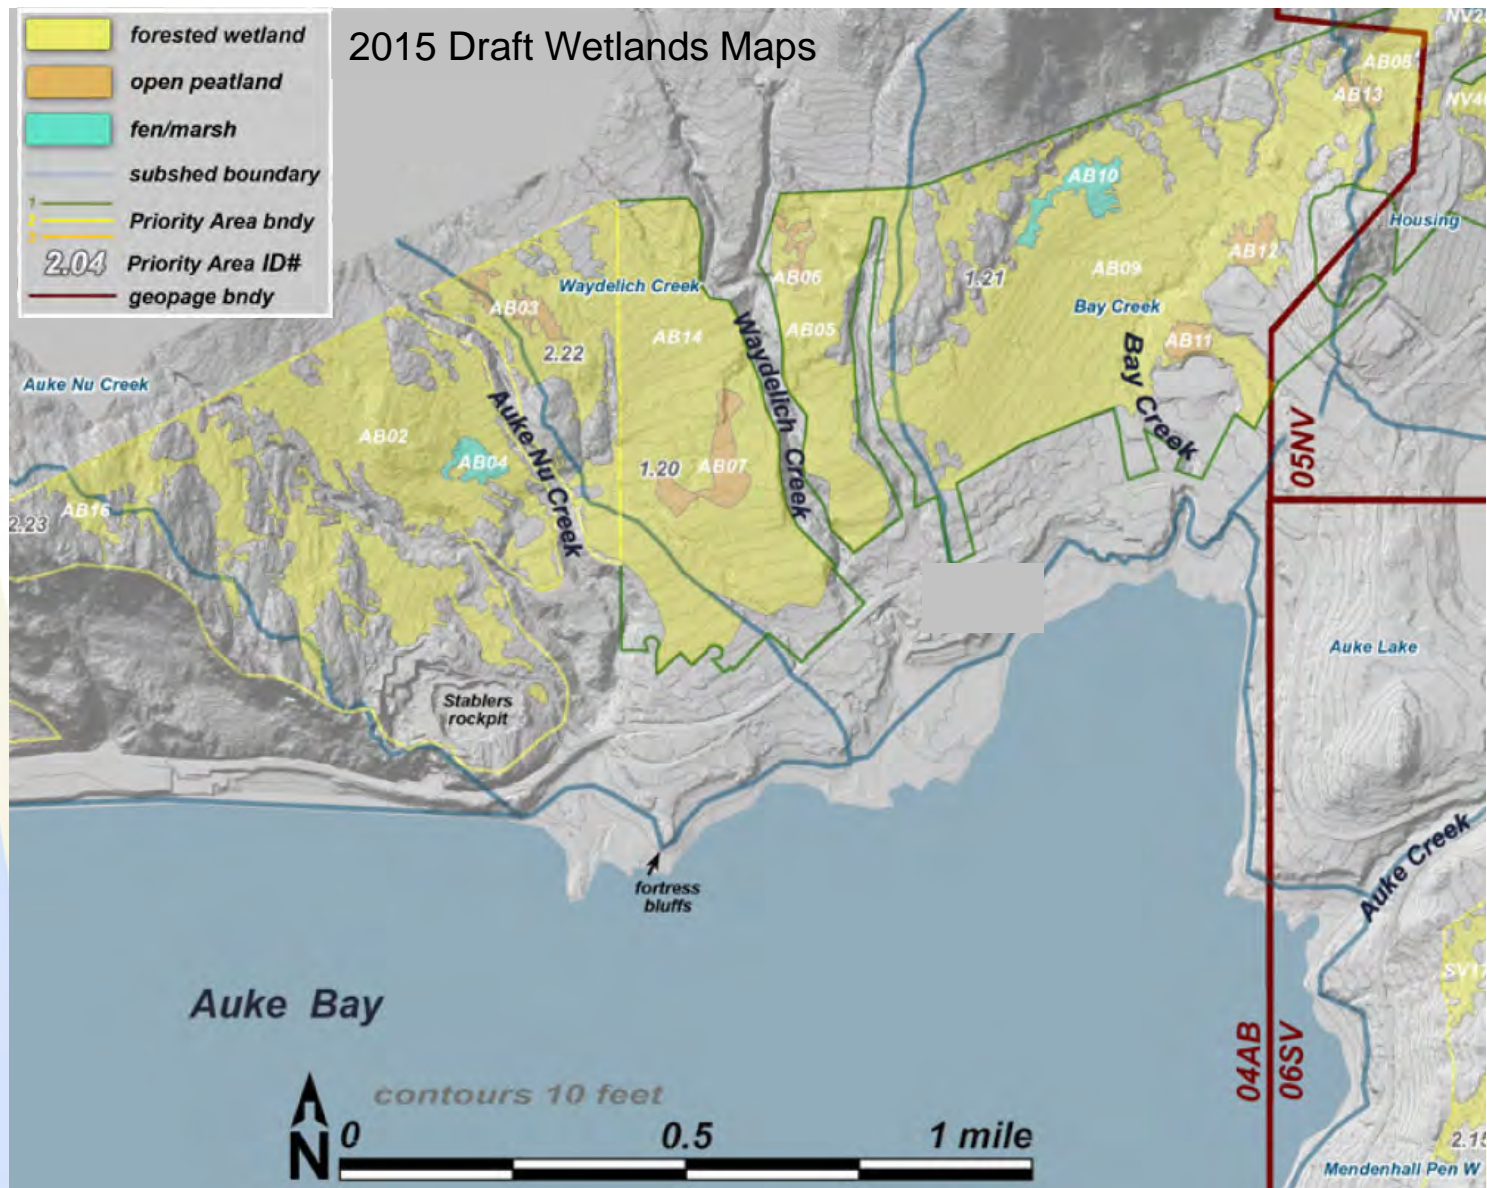 2015 Draft Wetlands Maps
forested wetland
open peatland
fen/marsh
subshed boundary
1
2
3
Priority Area bndy
2.04 Priority Area ID#
geopage bndy
AB08
AB13
AB10
Housing
AB12
AB09
1.21
Bay Creek
AB11
Bay Creek
AB06
AB05
Waydelich Creek
AB14
Waydelich Creek
AB03
2.22
Auke Nu Creek
AB02
AB04
Auke Nu Creek
1.20
AB07
AB16
2.23
05NV
Auke Lake
Stablers
rockpit
fortress
bluffs
Auke Creek
Auke Bay
04AB
06SV
contours 10 feet
N
0 0.5 1 mile
Mendenhall Pen W